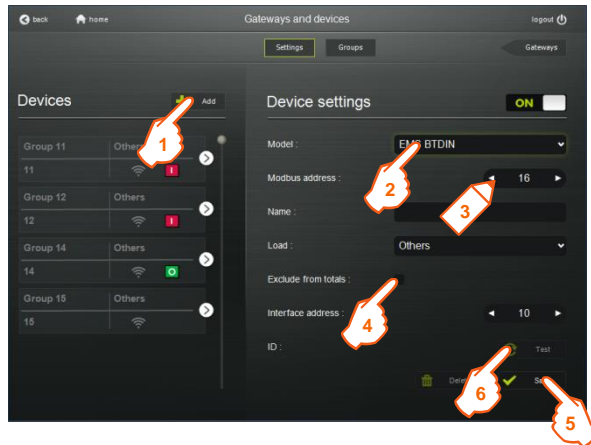 back home Gateways and devices logout
Settings Groups Gateways
Devices Add Device settings ON
1
Group 11 Others
11 I
Group 12 Others
12 I
Group 14 Others
14 O
Group 15 Others
15
Model : EMS BTDIN
2
Modbus address : 16
3
Name :
Load : Others
Exclude from totals :
4
Interface address : 10
ID : Test
6
5